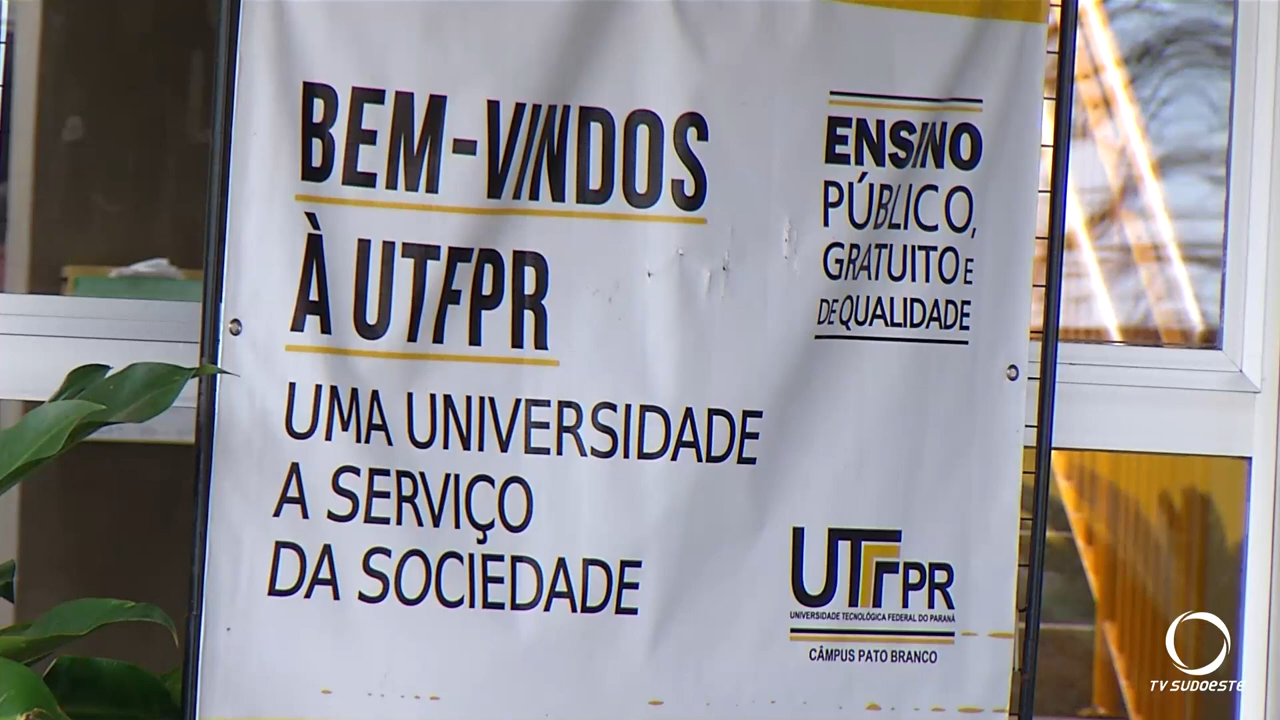 BEM-VINDOS
À UTFPR
UMA UNIVERSIDADE
A SERVIÇO
DA SOCIEDADE
ENSINO
PÚBLICO,
GRATUITO E
DE QUALIDADE
UTFPR
UNIVERSIDADE TECNOLÓGICA FEDERAL DO PARANÁ
CÂMPUS PATO BRANCO
TV SUDOESTE